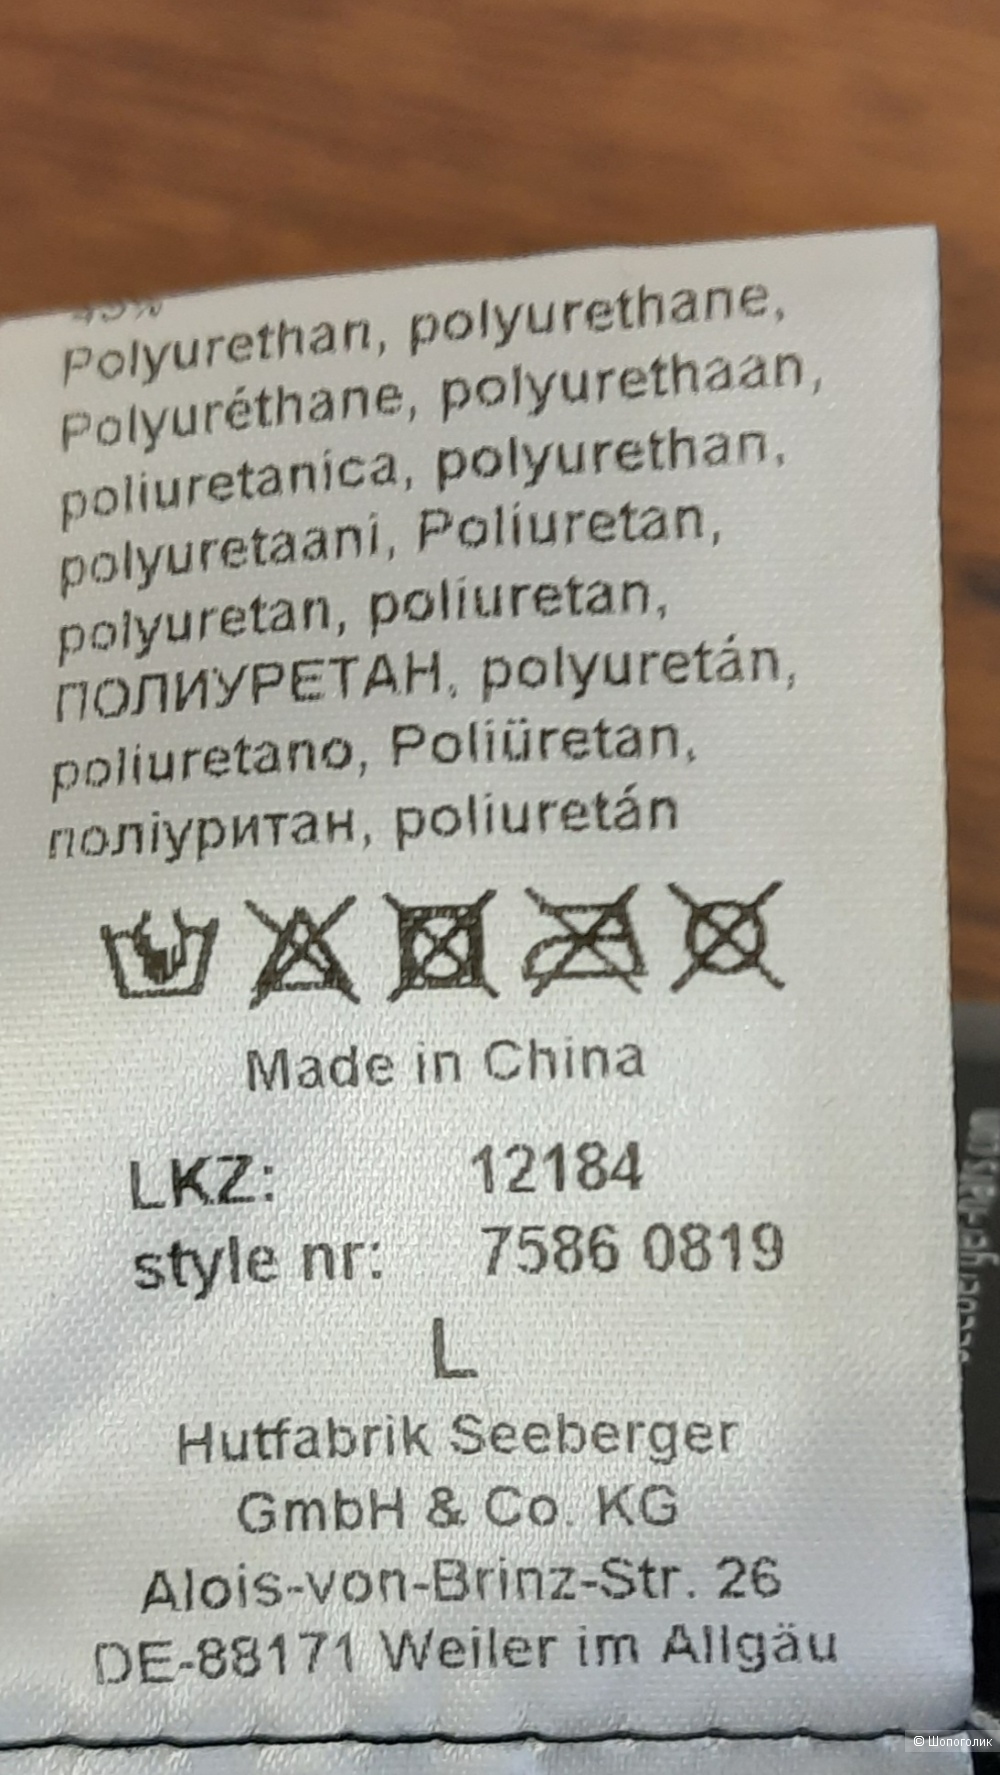 45%
Polyurethan, polyurethane,
Polyuréthane, polyurethaan,
poliuretanica, polyurethan,
polyuretaani, Poliuretan,
polyuretan, poliuretan,
ПОЛИУРЕТАН, polyuretán,
poliuretano, Poliüretan,
поліуритан, poliuretán
Made in China
LKZ: 12184
style nr: 7586 0819
L
Hutfabrik Seeberger
GmbH & Co. KG
Alois-von-Brinz-Str. 26
DE-88171 Weiler im Allgäu
© Шопоголик